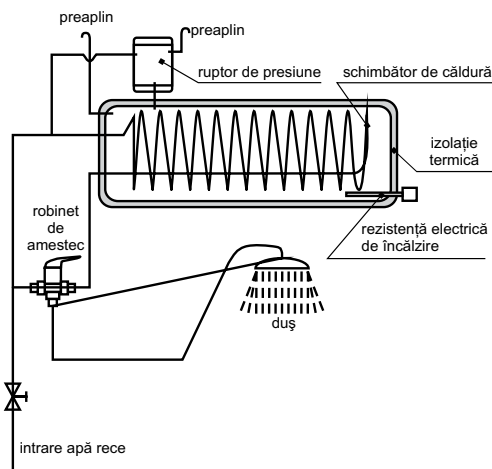 preaplin
preaplin
ruptor de presiune
schimbător de căldură
izolație
termică
robinet
de
amestec
rezistență electrică
de încălzire
duş
intrare apă rece